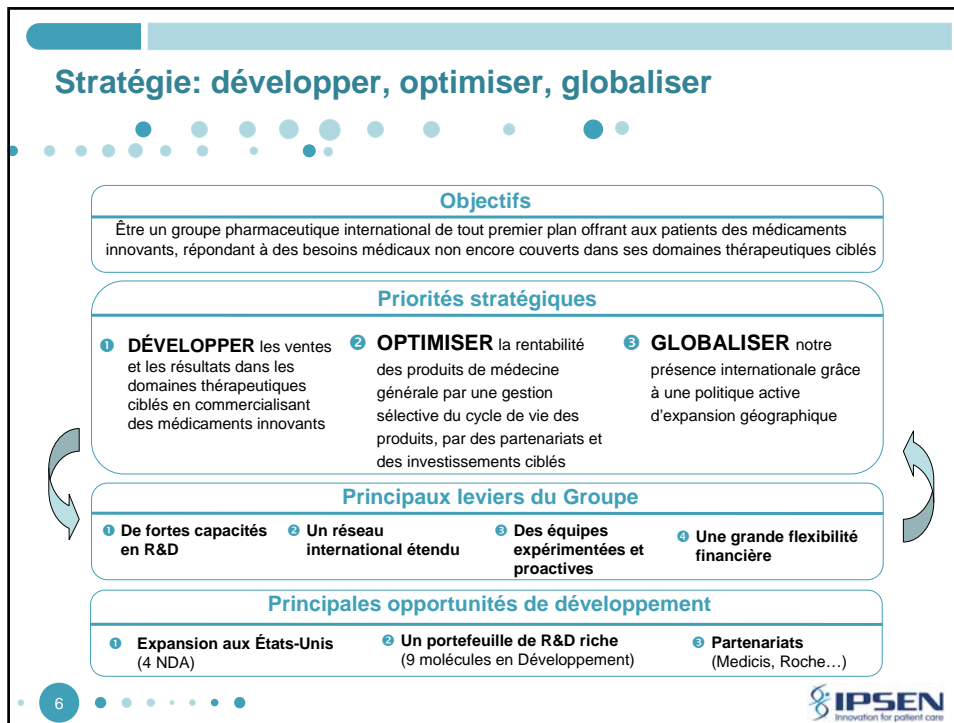 Stratégie: développer, optimiser, globaliser
Objectifs
Être un groupe pharmaceutique international de tout premier plan offrant aux patients des médicaments
innovants, répondant à des besoins médicaux non encore couverts dans ses domaines thérapeutiques ciblés
Priorités stratégiques
❶ DÉVELOPPER les ventes
et les résultats dans les
domaines thérapeutiques
ciblés en commercialisant
des médicaments innovants
❷ OPTIMISER la rentabilité
des produits de médecine
générale par une gestion
sélective du cycle de vie des
produits, par des partenariats et
des investissements ciblés
❸ GLOBALISER notre
présence internationale grâce
à une politique active
d'expansion géographique
Principaux leviers du Groupe
❶ De fortes capacités
en R&D
❷ Un réseau
international étendu
❸ Des équipes
expérimentées et
proactives
❹ Une grande flexibilité
financière
Principales opportunités de développement
❶ Expansion aux États-Unis
(4 NDA)
❷ Un portefeuille de R&D riche
(9 molécules en Développement)
❸ Partenariats
(Medicis, Roche…)
6
IPSEN
Innovation for patient care